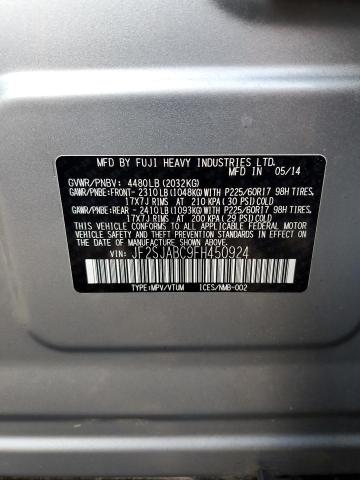 MFD BY FUJI HEAVY INDUSTRIES LTD.
MFD IN 05/14
GVWR/PNBV: 4480LB (2032KG)
GAWR/PNBE: FRONT- 2310LB (1048KG) WITH P225/60R17 98H TIRES,
17X7J RIMS AT 210 KPA (30 PSI) COLD
GAWR/PNBE: REAR - 2410LB (1093KG) WITH P225/60R17 98H TIRES,
17X7J RIMS AT 200 KPA (29 PSI) COLD
THIS VEHICLE CONFORMS TO ALL APPLICABLE FEDERAL MOTOR
VEHICLE SAFETY AND THEFT PREVENTION STANDARDS IN
EFFECT ON THE DATE OF MANUFACTURE SHOWN ABOVE.
VIN: JF2SJABC9FH450924
TYPE:MPV/VTUM ICES/NMB-002